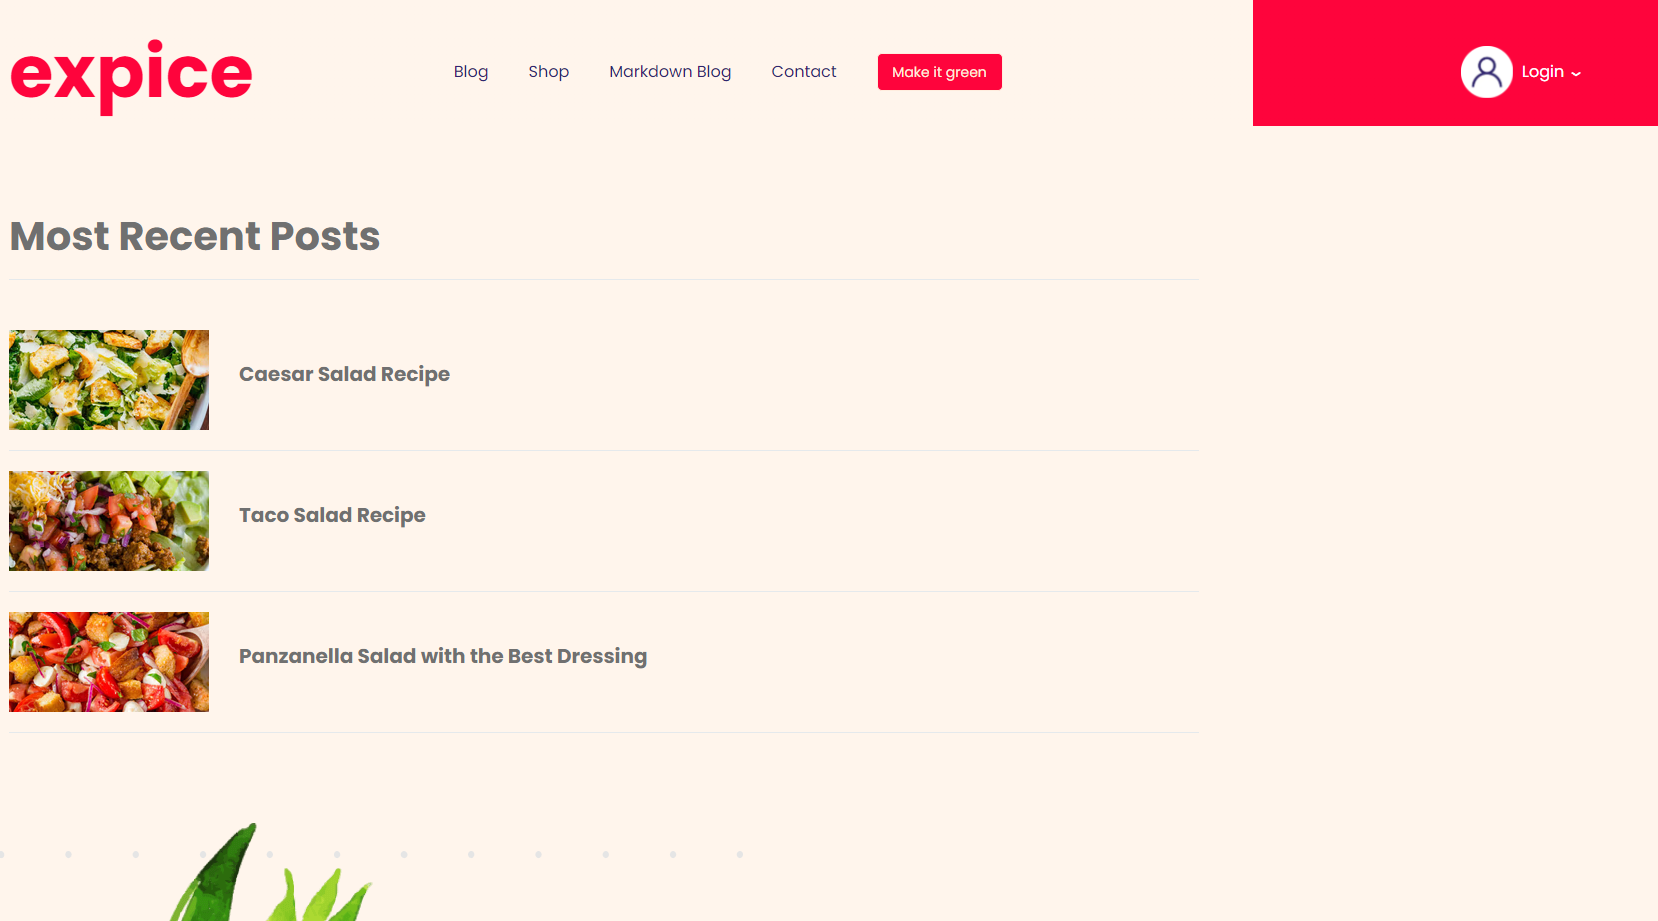 expice
Blog
Shop
Markdown Blog
Contact
Make it green
Login
Most Recent Posts
Caesar Salad Recipe
Taco Salad Recipe
Panzanella Salad with the Best Dressing